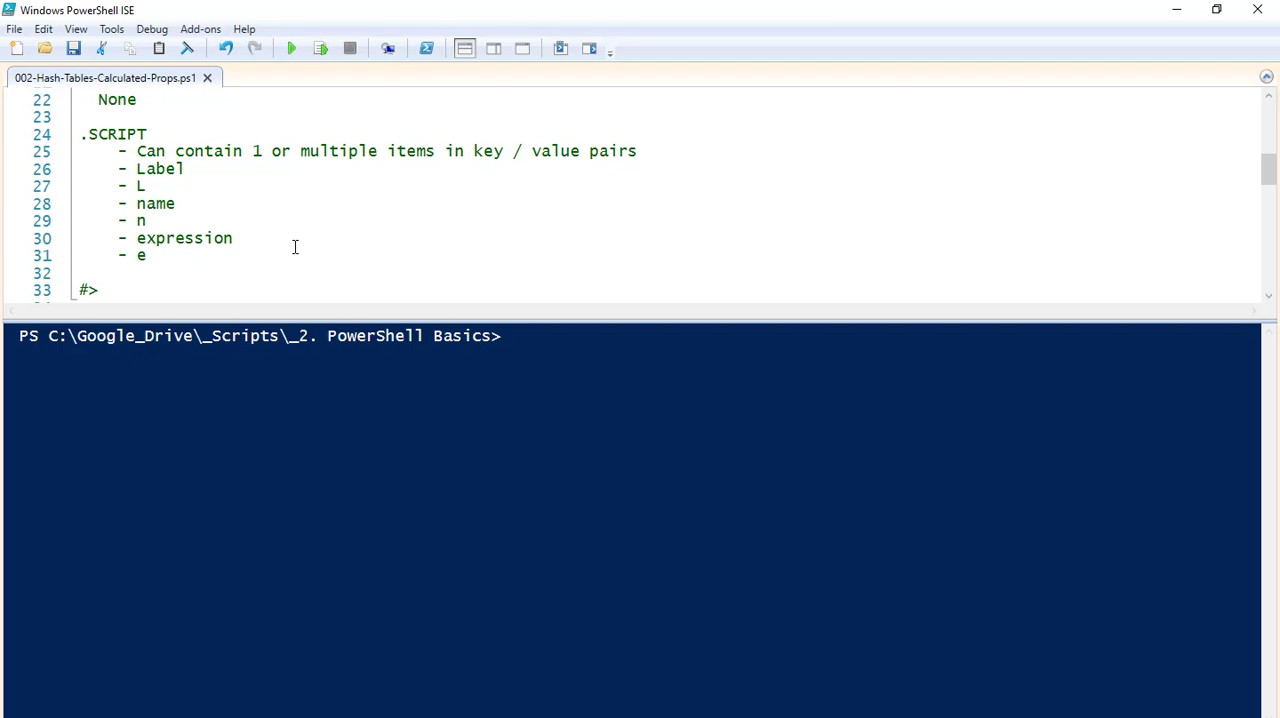 Windows PowerShell ISE
File Edit View Tools Debug Add-ons Help
002-Hash-Tables-Calculated-Props.ps1
22 None
23
24 .SCRIPT
25 - Can contain 1 or multiple items in key / value pairs
26 - Label
27 - L
28 - name
29 - n
30 - expression
31 - e
32
33 #>
PS C:\Google_Drive\_Scripts\_2. PowerShell Basics>